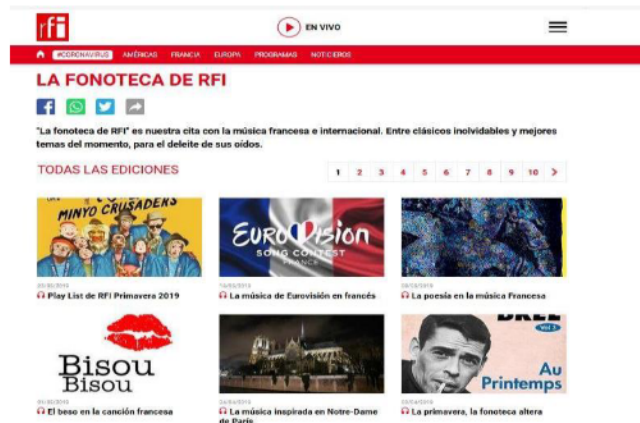 rfi
EN VIVO
#CORONAVIRUS AMÉRICAS FRANCIA EUROPA PROGRAMAS NOTICIEROS
LA FONOTECA DE RFI
"La fonoteca de RFI" es nuestra cita con la música francesa e internacional. Entre clásicos inolvidables y mejores
temas del momento, para el deleite de sus oídos.
TODAS LAS EDICIONES
1 2 3 4 5 6 7 8 9 10
MINYO CRUSADERS
EUROVISION
SONG CONTEST
FRANCE
Play List de RFI Primavera 2019
La música de Eurovisión en francés
La poesía en la música Francesa
Bisou
Bisou
BREL
Vol 3
Au
Printemps
El beso en la canción francesa
La música inspirada en Notre-Dame
de París
La primavera, la fonoteca altera